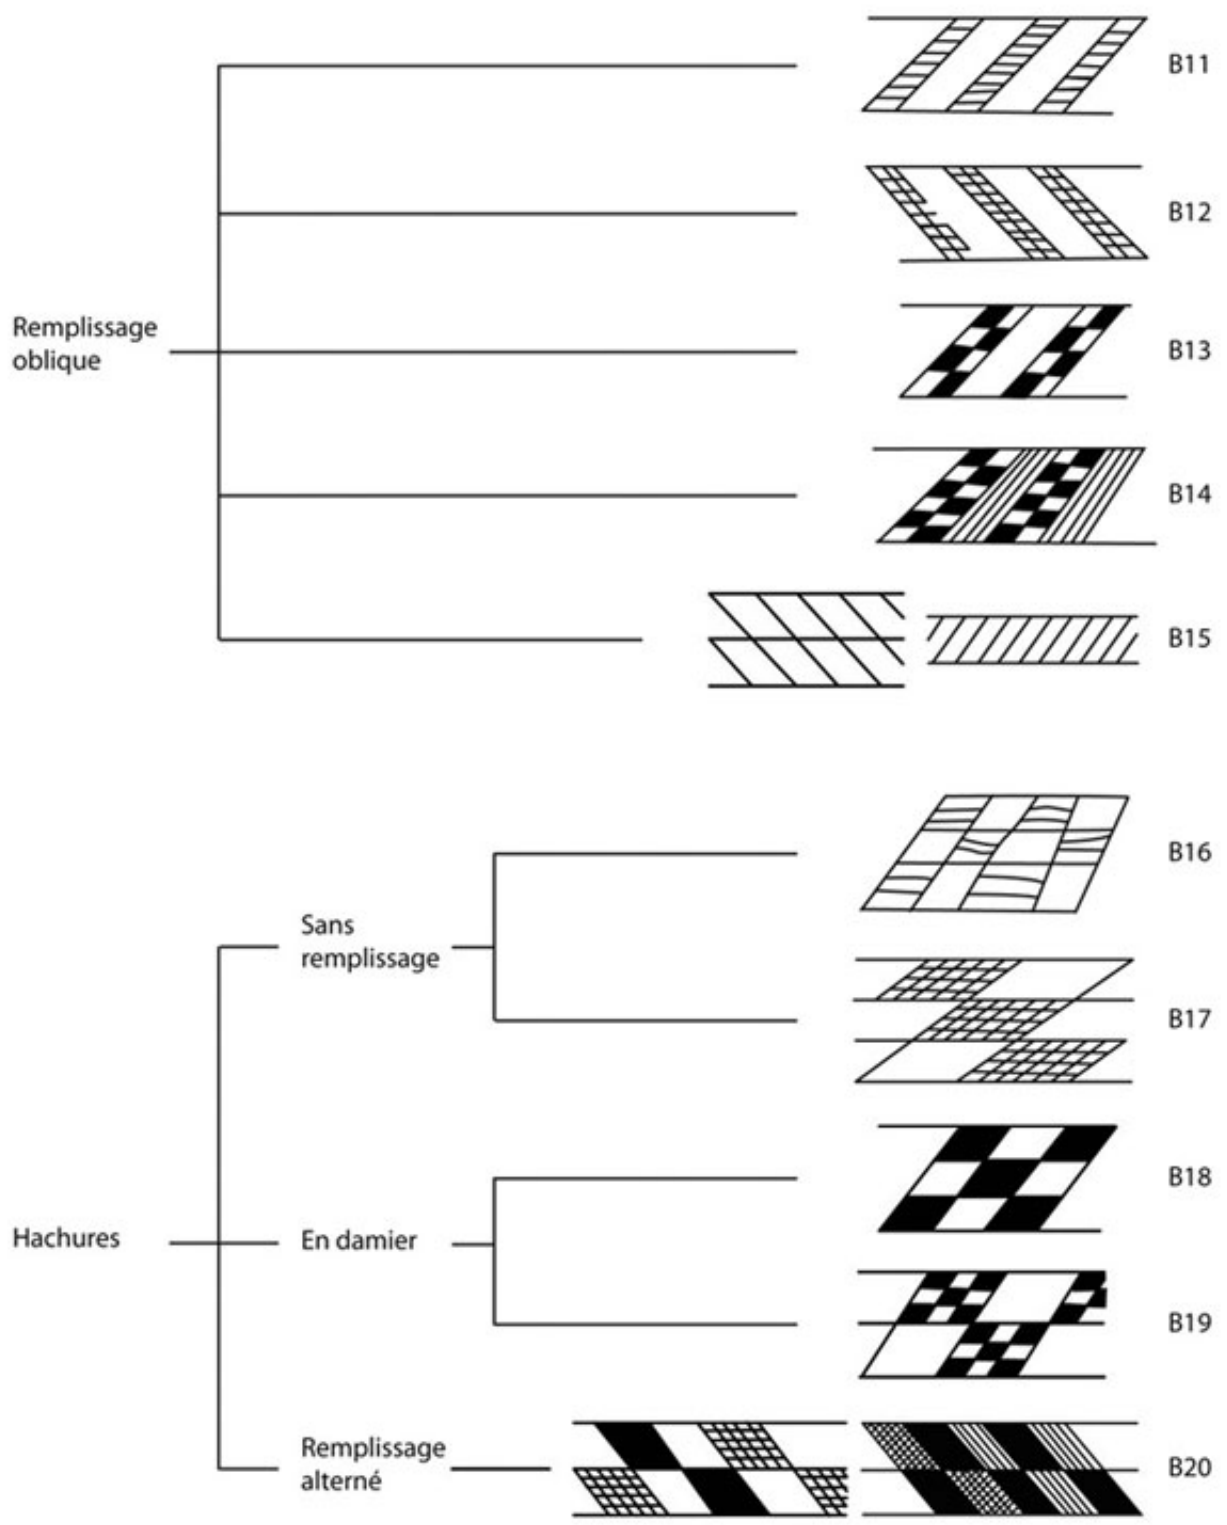 B11
B12
Remplissage
oblique
B13
B14
B15
B16
Sans
remplissage
B17
B18
Hachures
En damier
B19
Remplissage
alterné
B20